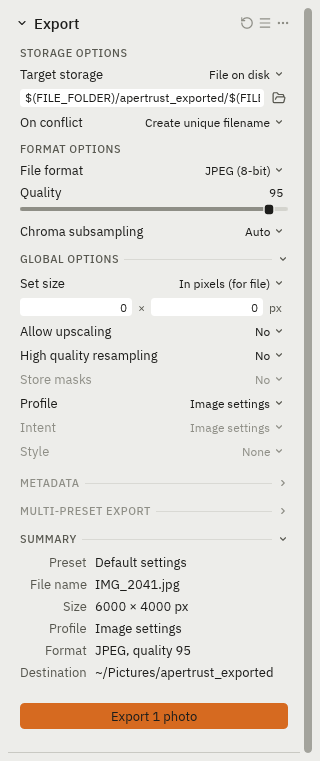 Export
STORAGE OPTIONS
Target storage File on disk
$(FILE_FOLDER)/apertrust_exported/$(FILE
On conflict Create unique filename
FORMAT OPTIONS
File format JPEG (8-bit)
Quality 95
Chroma subsampling Auto
GLOBAL OPTIONS
Set size In pixels (for file)
0 × 0 px
Allow upscaling No
High quality resampling No
Store masks No
Profile Image settings
Intent Image settings
Style None
METADATA
MULTI-PRESET EXPORT
SUMMARY
Preset Default settings
File name IMG_2041.jpg
Size 6000 × 4000 px
Profile Image settings
Format JPEG, quality 95
Destination ~/Pictures/apertrust_exported
Export 1 photo